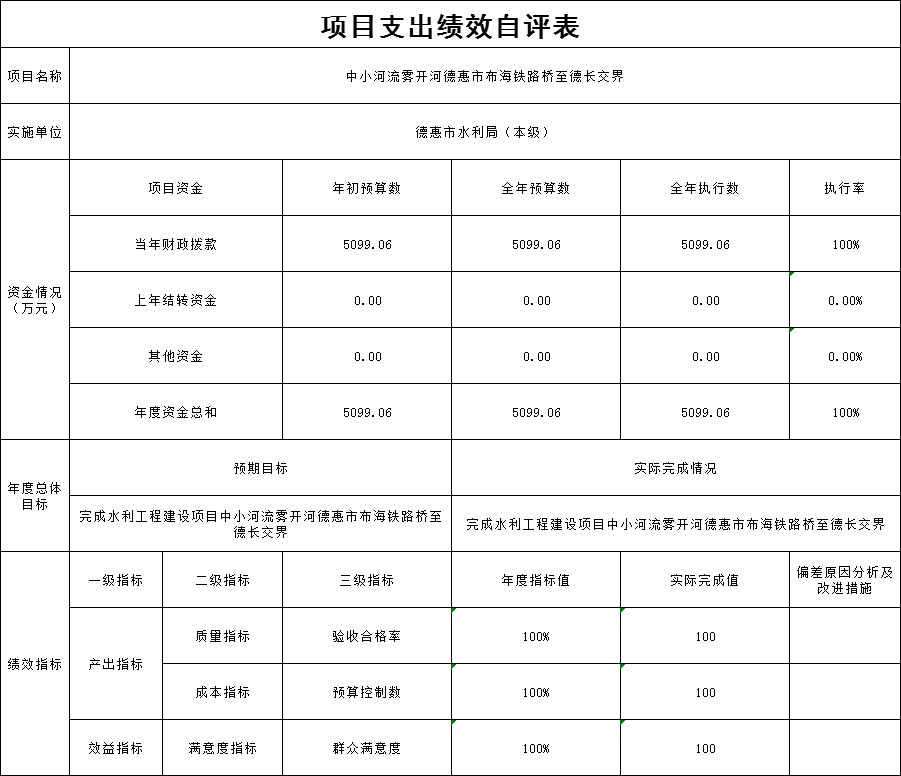 项目支出绩效自评表
项目名称 中小河流雾开河德惠市布海铁路桥至德长交界
实施单位 德惠市水利局（本级）
资金情况
（万元）
项目资金 年初预算数 全年预算数 全年执行数 执行率
当年财政拨款 5099.06 5099.06 5099.06 100%
上年结转资金 0.00 0.00 0.00 0.00%
其他资金 0.00 0.00 0.00 0.00%
年度资金总和 5099.06 5099.06 5099.06 100%
年度总体
目标
预期目标 实际完成情况
完成水利工程建设项目中小河流雾开河德惠市布海铁路桥至
德长交界
完成水利工程建设项目中小河流雾开河德惠市布海铁路桥至德长交界
绩效指标
一级指标 二级指标 三级指标 年度指标值 实际完成值 偏差原因分析及
改进措施
产出指标
质量指标 验收合格率 100% 100
成本指标 预算控制数 100% 100
效益指标 满意度指标 群众满意度 100% 100